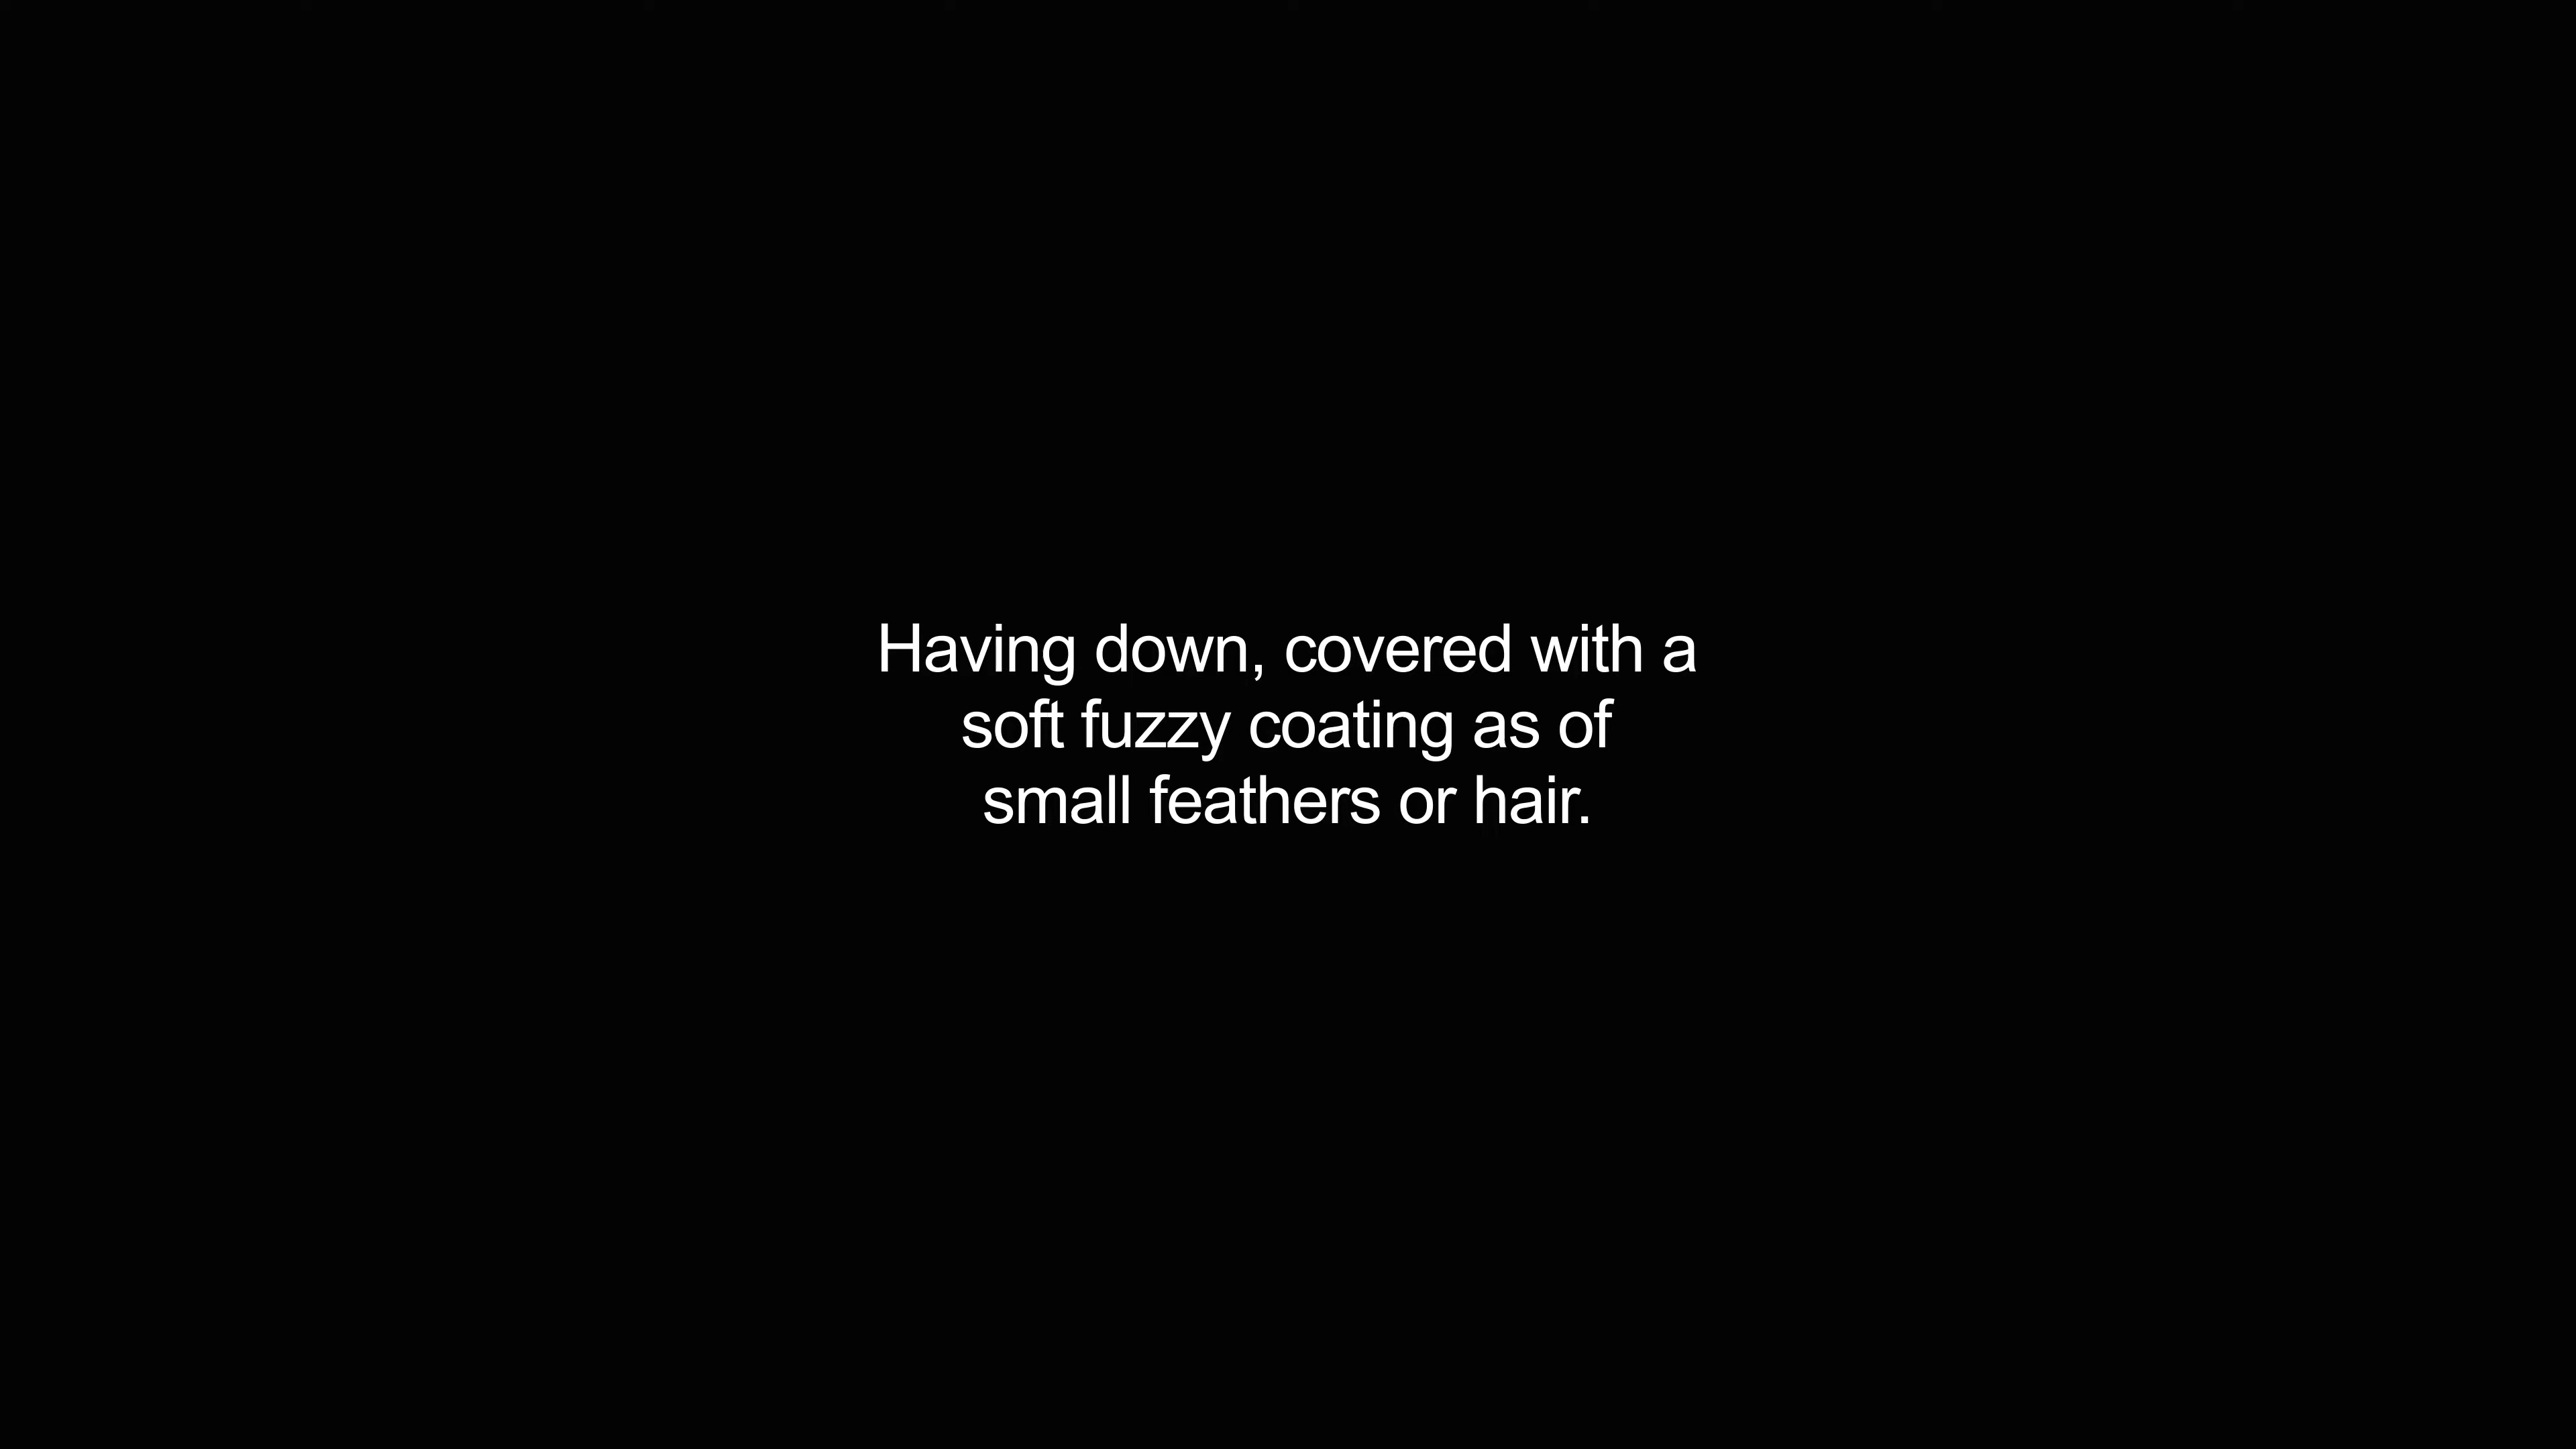 Having down, covered with a
soft fuzzy coating as of
small feathers or hair.